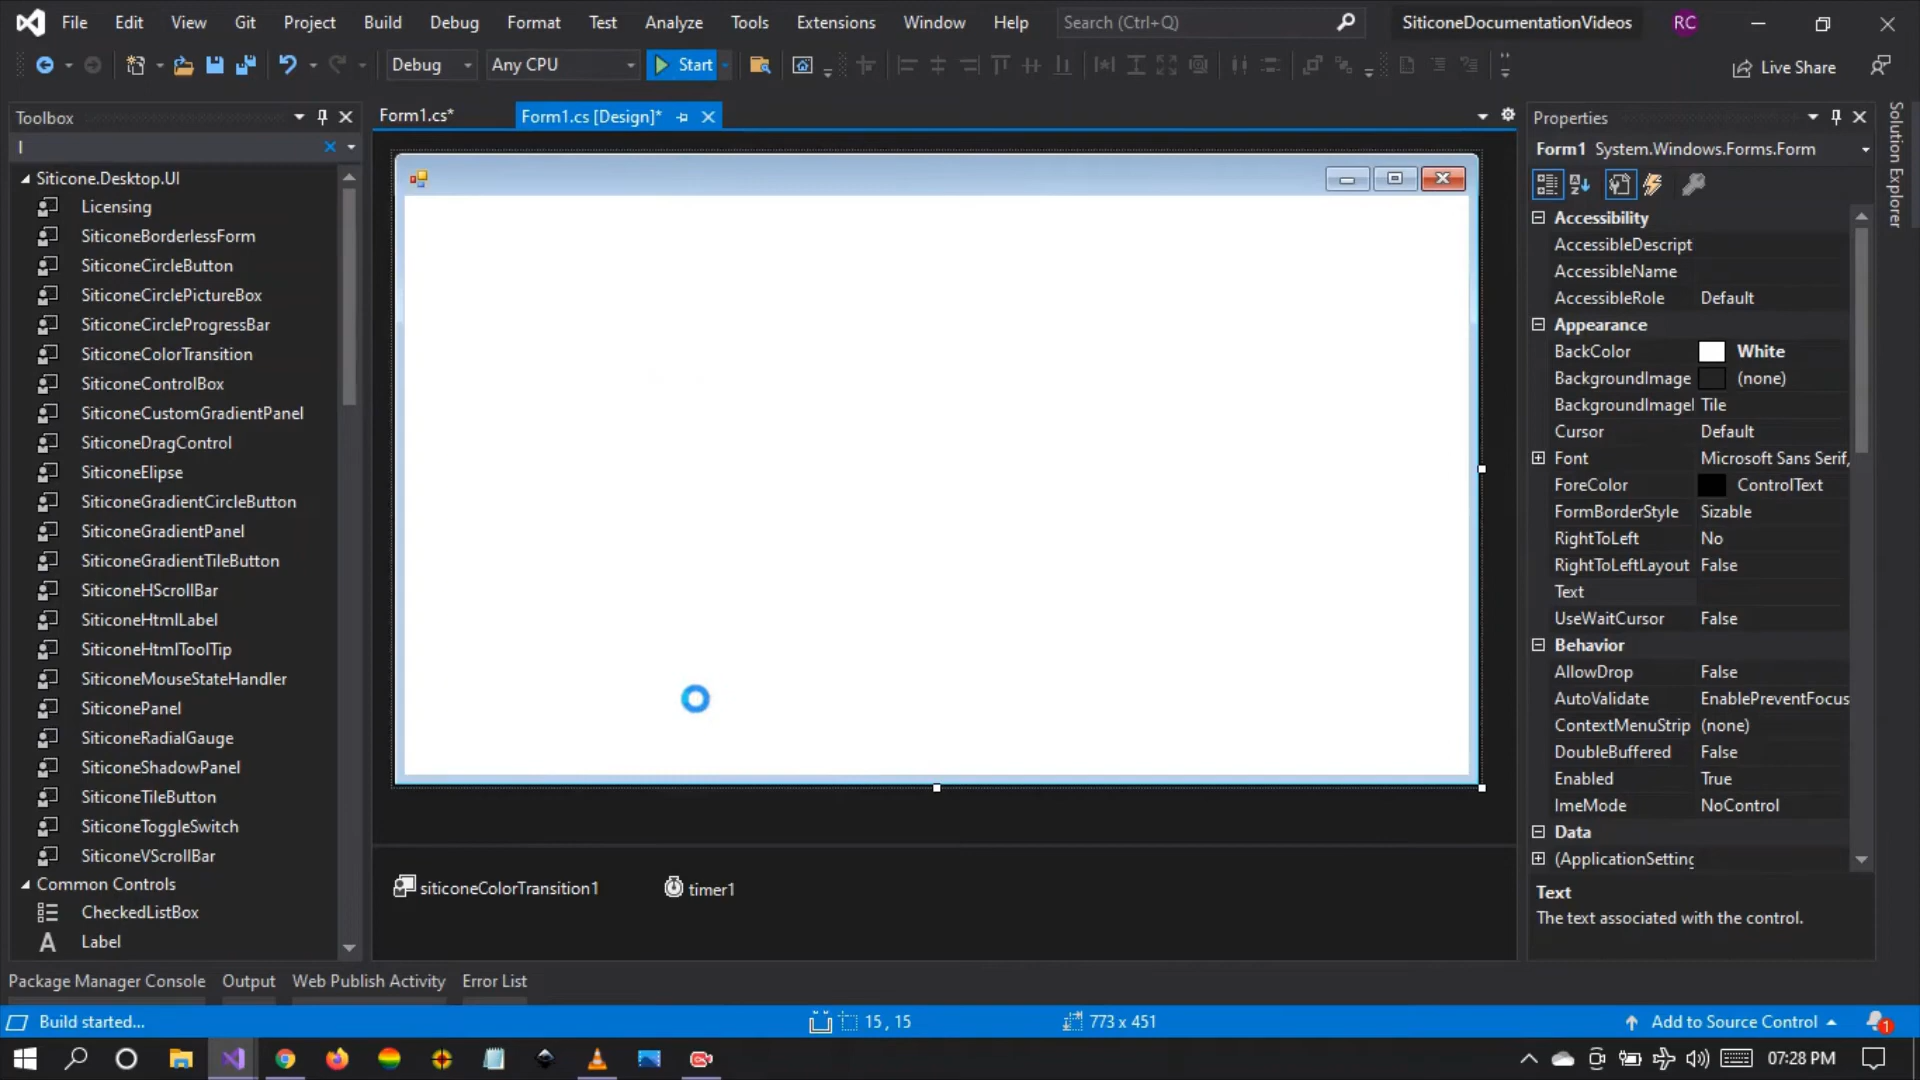 File Edit View Git Project Build Debug Format Test Analyze Tools Extensions Window Help Search (Ctrl+Q) SiticoneDocumentationVideos RC
Debug Any CPU Start Live Share
Toolbox
l
Siticone.Desktop.UI
Licensing
SiticoneBorderlessForm
SiticoneCircleButton
SiticoneCirclePictureBox
SiticoneCircleProgressBar
SiticoneColorTransition
SiticoneControlBox
SiticoneCustomGradientPanel
SiticoneDragControl
SiticoneElipse
SiticoneGradientCircleButton
SiticoneGradientPanel
SiticoneGradientTileButton
SiticoneHScrollBar
SiticoneHtmlLabel
SiticoneHtmlToolTip
SiticoneMouseStateHandler
SiticonePanel
SiticoneRadialGauge
SiticoneShadowPanel
SiticoneTileButton
SiticoneToggleSwitch
SiticoneVScrollBar
Common Controls
CheckedListBox
A Label
Form1.cs* Form1.cs [Design]*
siticoneColorTransition1 timer1
Properties
Form1 System.Windows.Forms.Form
Accessibility
AccessibleDescript
AccessibleName
AccessibleRole Default
Appearance
BackColor White
BackgroundImage (none)
BackgroundImageI Tile
Cursor Default
Font Microsoft Sans Serif,
ForeColor ControlText
FormBorderStyle Sizable
RightToLeft No
RightToLeftLayout False
Text
UseWaitCursor False
Behavior
AllowDrop False
AutoValidate EnablePreventFocus
ContextMenuStrip (none)
DoubleBuffered False
Enabled True
ImeMode NoControl
Data
(ApplicationSetting
Text
The text associated with the control.
Solution Explorer
Package Manager Console Output Web Publish Activity Error List
Build started... 15 , 15 773 x 451 Add to Source Control 1
07:28 PM